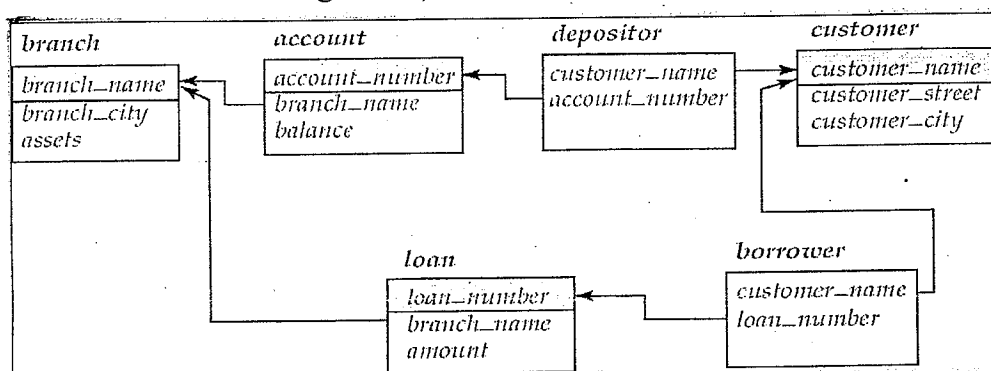 branch
branch_name
branch_city
assets
account
account_number
branch_name
balance
depositor
customer_name
account_number
customer
customer_name
customer_street
customer_city
loan
loan_number
branch_name
amount
borrower
customer_name
loan_number